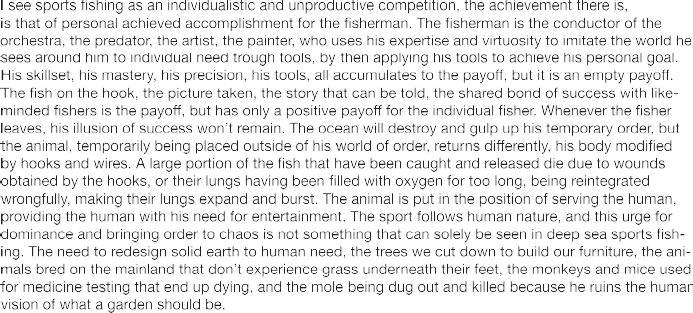 I see sports fishing as an individualistic and unproductive competition, the achievement there is,
is that of personal achieved accomplishment for the fisherman. The fisherman is the conductor of the
orchestra, the predator, the artist, the painter, who uses his expertise and virtuosity to imitate the world he
sees around him to individual need trough tools, by then applying his tools to achieve his personal goal.
His skillset, his mastery, his precision, his tools, all accumulates to the payoff, but it is an empty payoff.
The fish on the hook, the picture taken, the story that can be told, the shared bond of success with like-
minded fishers is the payoff, but has only a positive payoff for the individual fisher. Whenever the fisher
leaves, his illusion of success won't remain. The ocean will destroy and gulp up his temporary order, but
the animal, temporarily being placed outside of his world of order, returns differently, his body modified
by hooks and wires. A large portion of the fish that have been caught and released die due to wounds
obtained by the hooks, or their lungs having been filled with oxygen for too long, being reintegrated
wrongfully, making their lungs expand and burst. The animal is put in the position of serving the human,
providing the human with his need for entertainment. The sport follows human nature, and this urge for
dominance and bringing order to chaos is not something that can solely be seen in deep sea sports fish-
ing. The need to redesign solid earth to human need, the trees we cut down to build our furniture, the ani-
mals bred on the mainland that don't experience grass underneath their feet, the monkeys and mice used
for medicine testing that end up dying, and the mole being dug out and killed because he ruins the human
vision of what a garden should be.